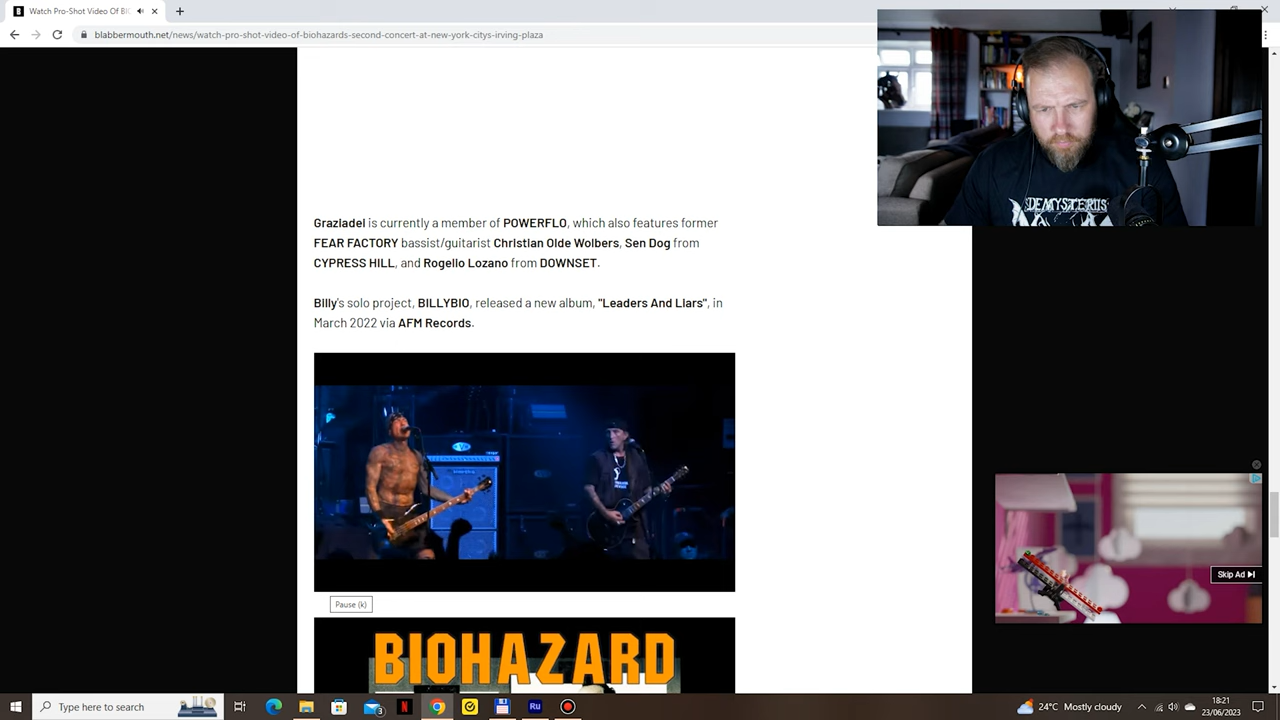 Watch Pro-Shot Video Of BI
blabbermouth.net/news/watch-pro-shot-video-of-biohazards-second-concert-at-new-york-citys-irving-plaza
Graziadei is currently a member of POWERFLO, which also features former
FEAR FACTORY bassist/guitarist Christian Olde Wolbers, Sen Dog from
CYPRESS HILL, and Rogelio Lozano from DOWNSET.
Billy's solo project, BILLYBIO, released a new album, "Leaders And Liars", in
March 2022 via AFM Records.
Pause (k)
BIOHAZARD
Skip Ad
Type here to search
24°C Mostly cloudy
18:21
23/06/2023